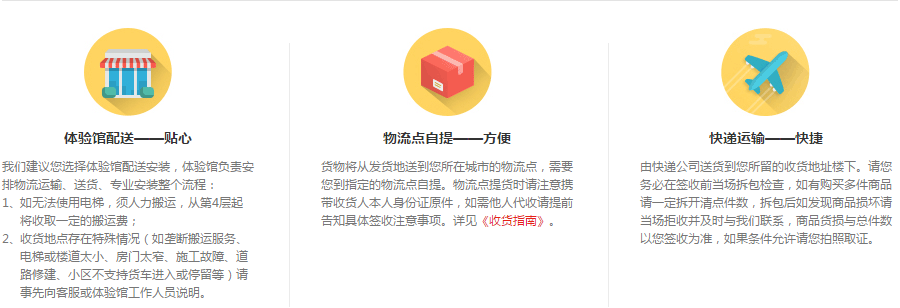 体验馆配送——贴心
我们建议您选择体验馆配送安装，体验馆负责安
排物流运输、送货、专业安装整个流程：
1、如无法使用电梯，须人力搬运，从第4层起
将收取一定的搬运费；
2、收货地点存在特殊情况（如垄断搬运服务、
电梯或楼道太小、房门太窄、施工故障、道
路修建、小区不支持货车进入或停留等）请
事先向客服或体验馆工作人员说明。
物流点自提——方便
货物将从发货地送到您所在城市的物流点，需要
您到指定的物流点自提。物流点提货时请注意携
带收货人本人身份证原件，如需他人代收请提前
告知具体签收注意事项。详见《收货指南》。
快递运输——快捷
由快递公司送货到您所留的收货地址楼下。请您
务必在签收前当场拆包检查，如有购买多件商品
请一定拆开清点件数，拆包后如发现商品损坏请
当场拒收并及时与我们联系，商品货损与总件数
以您签收为准，如果条件允许请您拍照取证。